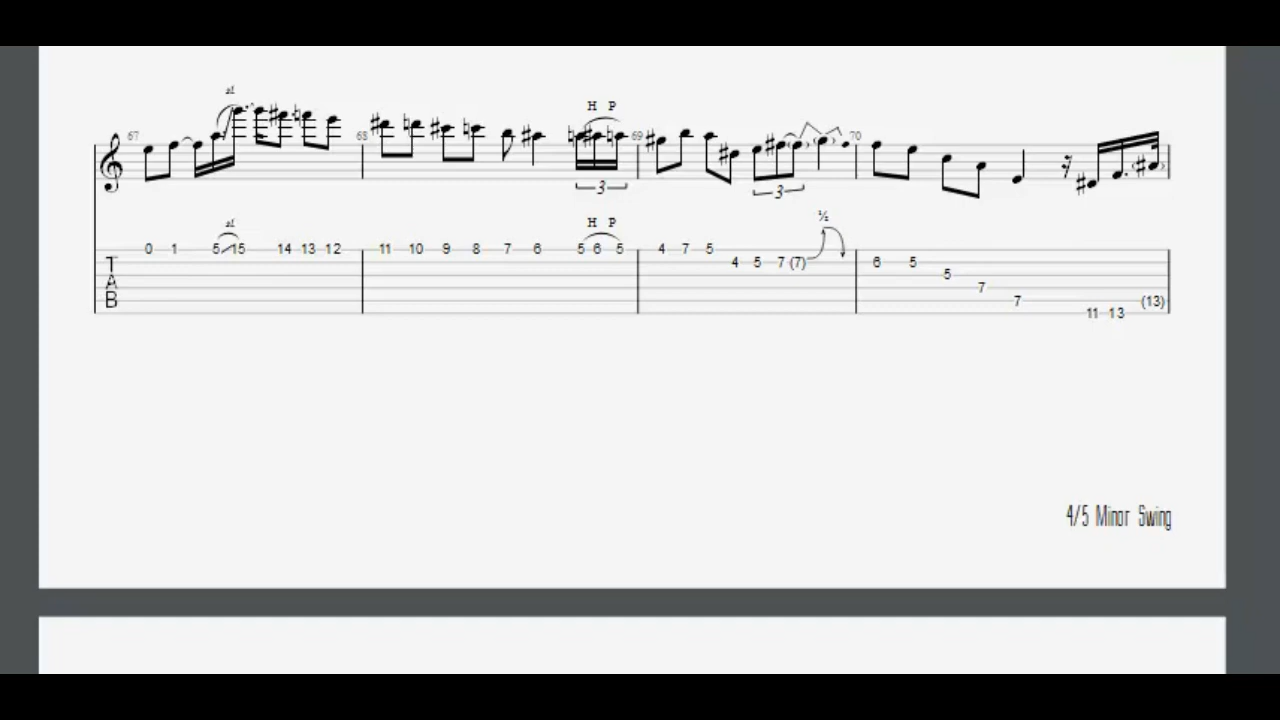 sl
H P
67 68 69 70
3 3
sl H P ½
0 1 5 15 14 13 12 11 10 9 8 7 6 5 6 5 4 7 5
T 4 5 7 (7) 6 5
A 5
7
B 7 (13)
11 13
4/5 Minor Swing